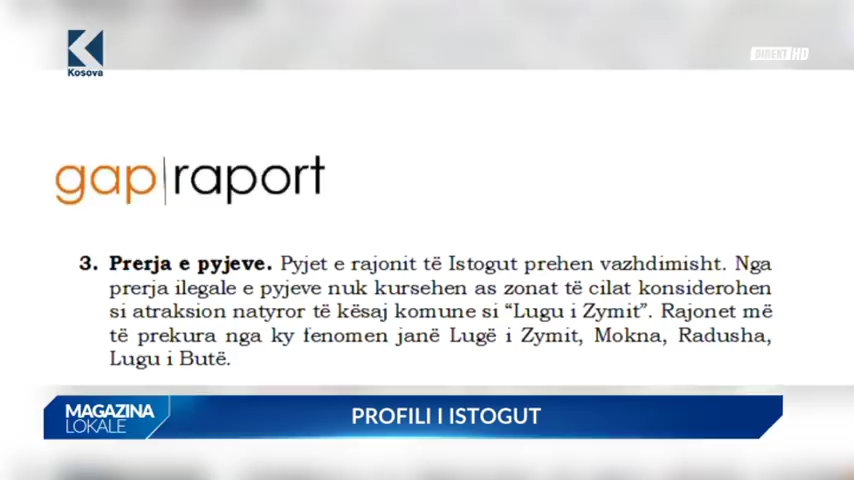 Kosova
DIREKT HD
gap|raport
3. Prerja e pyjeve. Pyjet e rajonit të Istogut prehen vazhdimisht. Nga
prerja ilegale e pyjeve nuk kursehen as zonat të cilat konsiderohen
si atraksion natyror të kësaj komune si “Lugu i Zymit”. Rajonet më
të prekura nga ky fenomen janë Lugë i Zymit, Mokna, Radusha,
Lugu i Butë.
MAGAZINA
LOKALE
PROFILI I ISTOGUT